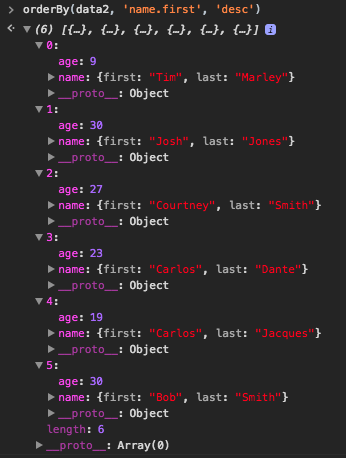 orderBy(data2, 'name.first', 'desc')
(6) [{…}, {…}, {…}, {…}, {…}, {…}] i
0:
age: 9
name: {first: "Tim", last: "Marley"}
__proto__: Object
1:
age: 30
name: {first: "Josh", last: "Jones"}
__proto__: Object
2:
age: 27
name: {first: "Courtney", last: "Smith"}
__proto__: Object
3:
age: 23
name: {first: "Carlos", last: "Dante"}
__proto__: Object
4:
age: 19
name: {first: "Carlos", last: "Jacques"}
__proto__: Object
5:
age: 30
name: {first: "Bob", last: "Smith"}
__proto__: Object
length: 6
__proto__: Array(0)